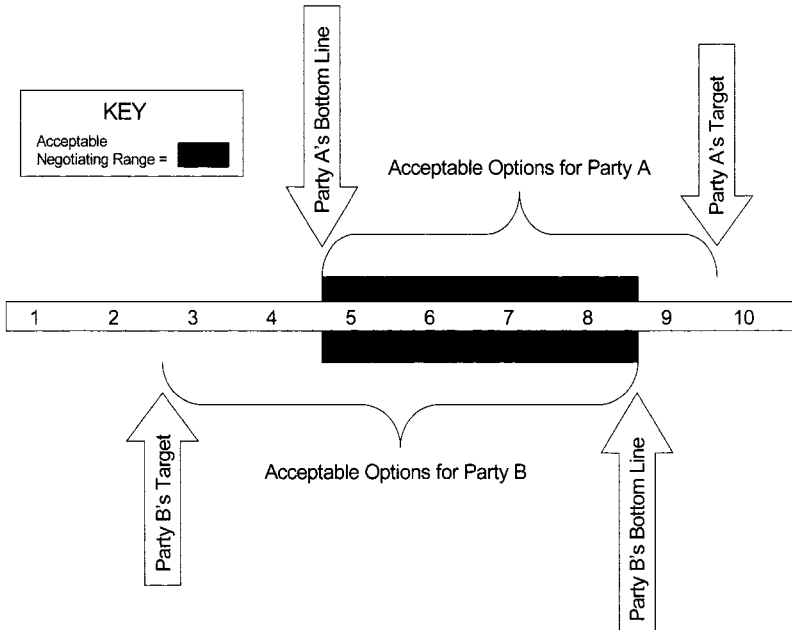 KEY
Acceptable
Negotiating Range =
Party A's Bottom Line
Acceptable Options for Party A
Party A's Target
1 2 3 4 5 6 7 8 9 10
Party B's Target
Acceptable Options for Party B
Party B's Bottom Line